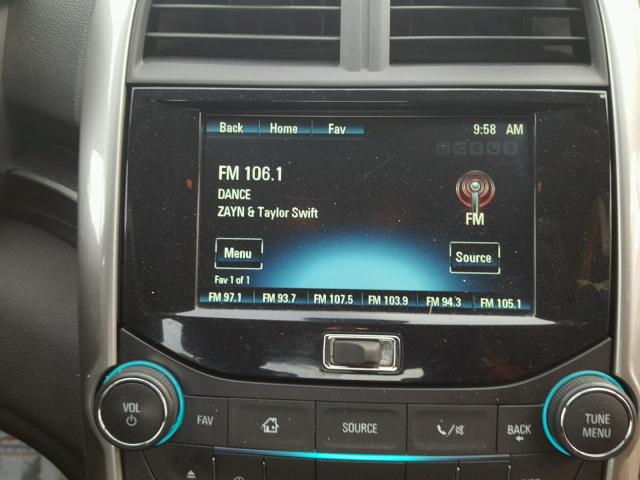 Back Home Fav 9:58 AM
FM 106.1
DANCE
ZAYN & Taylor Swift
FM
Menu Source
Fav 1 of 1
FM 97.1 FM 93.7 FM 107.5 FM 103.9 FM 94.3 FM 105.1
VOL FAV SOURCE BACK TUNE
MENU